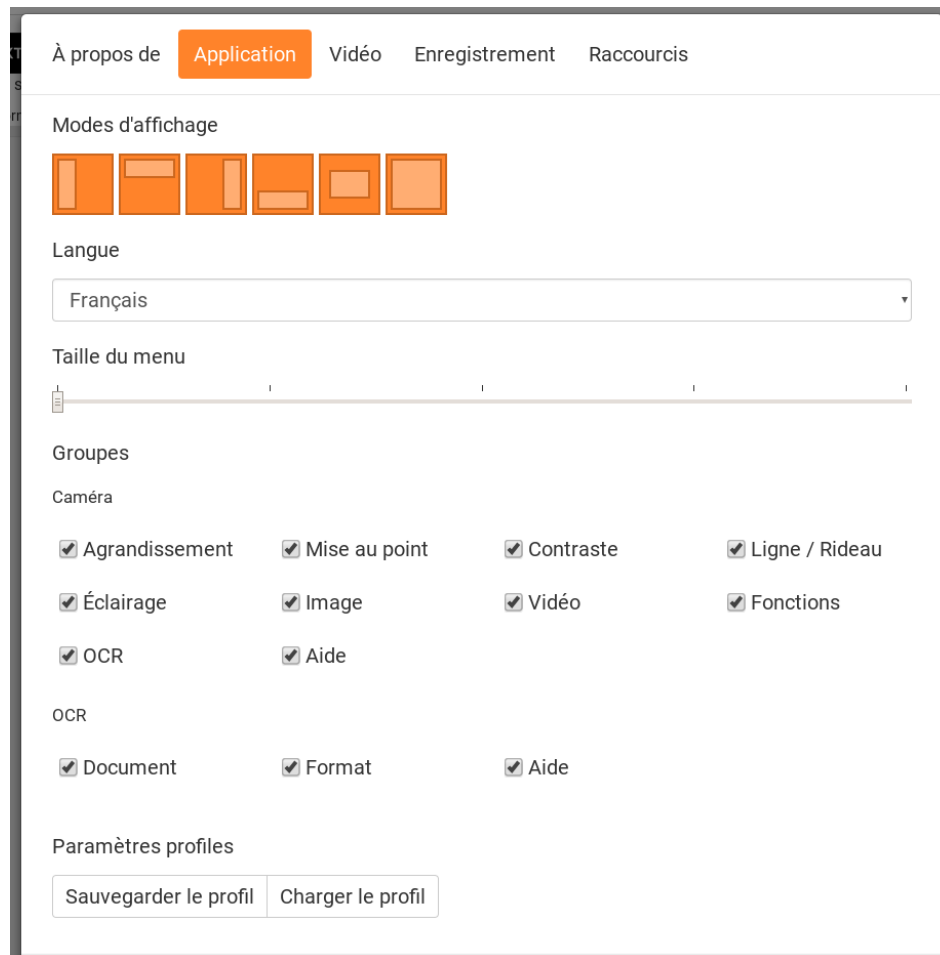 À propos de Application Vidéo Enregistrement Raccourcis
Modes d'affichage
Langue
Français
Taille du menu
Groupes
Caméra
Agrandissement Mise au point Contraste Ligne / Rideau
Éclairage Image Vidéo Fonctions
OCR Aide
OCR
Document Format Aide
Paramètres profiles
Sauvegarder le profil Charger le profil